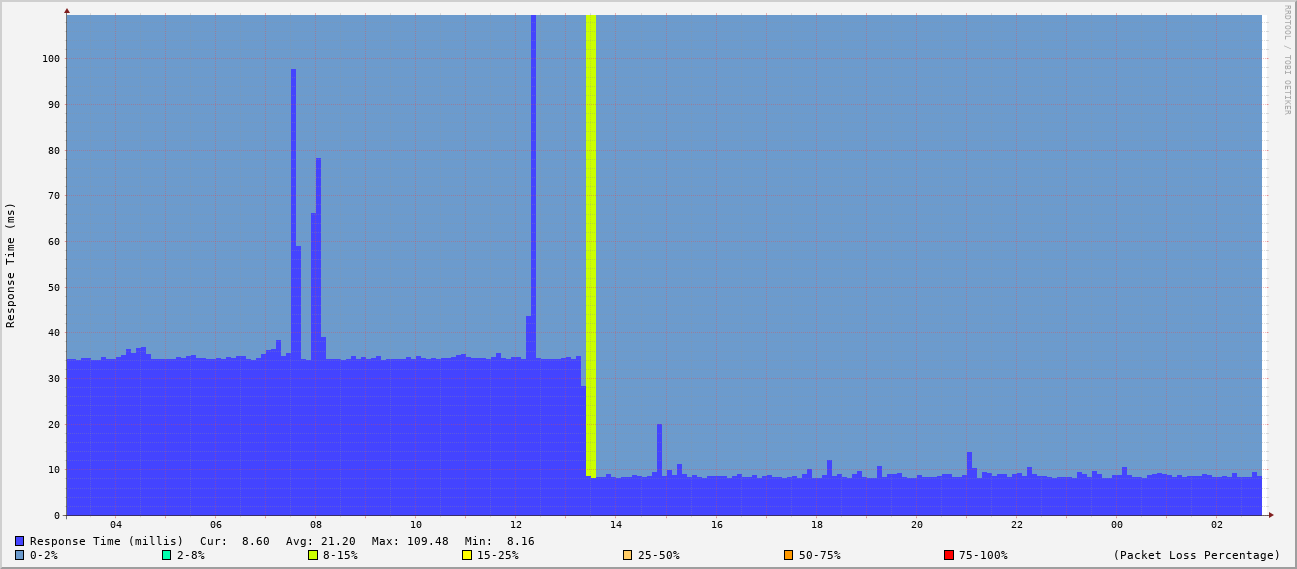 RRDTOOL / TOBI OETIKER
Response Time (ms)
100
90
80
70
60
50
40
30
20
10
0
04 06 08 10 12 14 16 18 20 22 00 02
Response Time (millis) Cur: 8.60 Avg: 21.20 Max: 109.48 Min: 8.16
0-2% 2-8% 8-15% 15-25% 25-50% 50-75% 75-100% (Packet Loss Percentage)